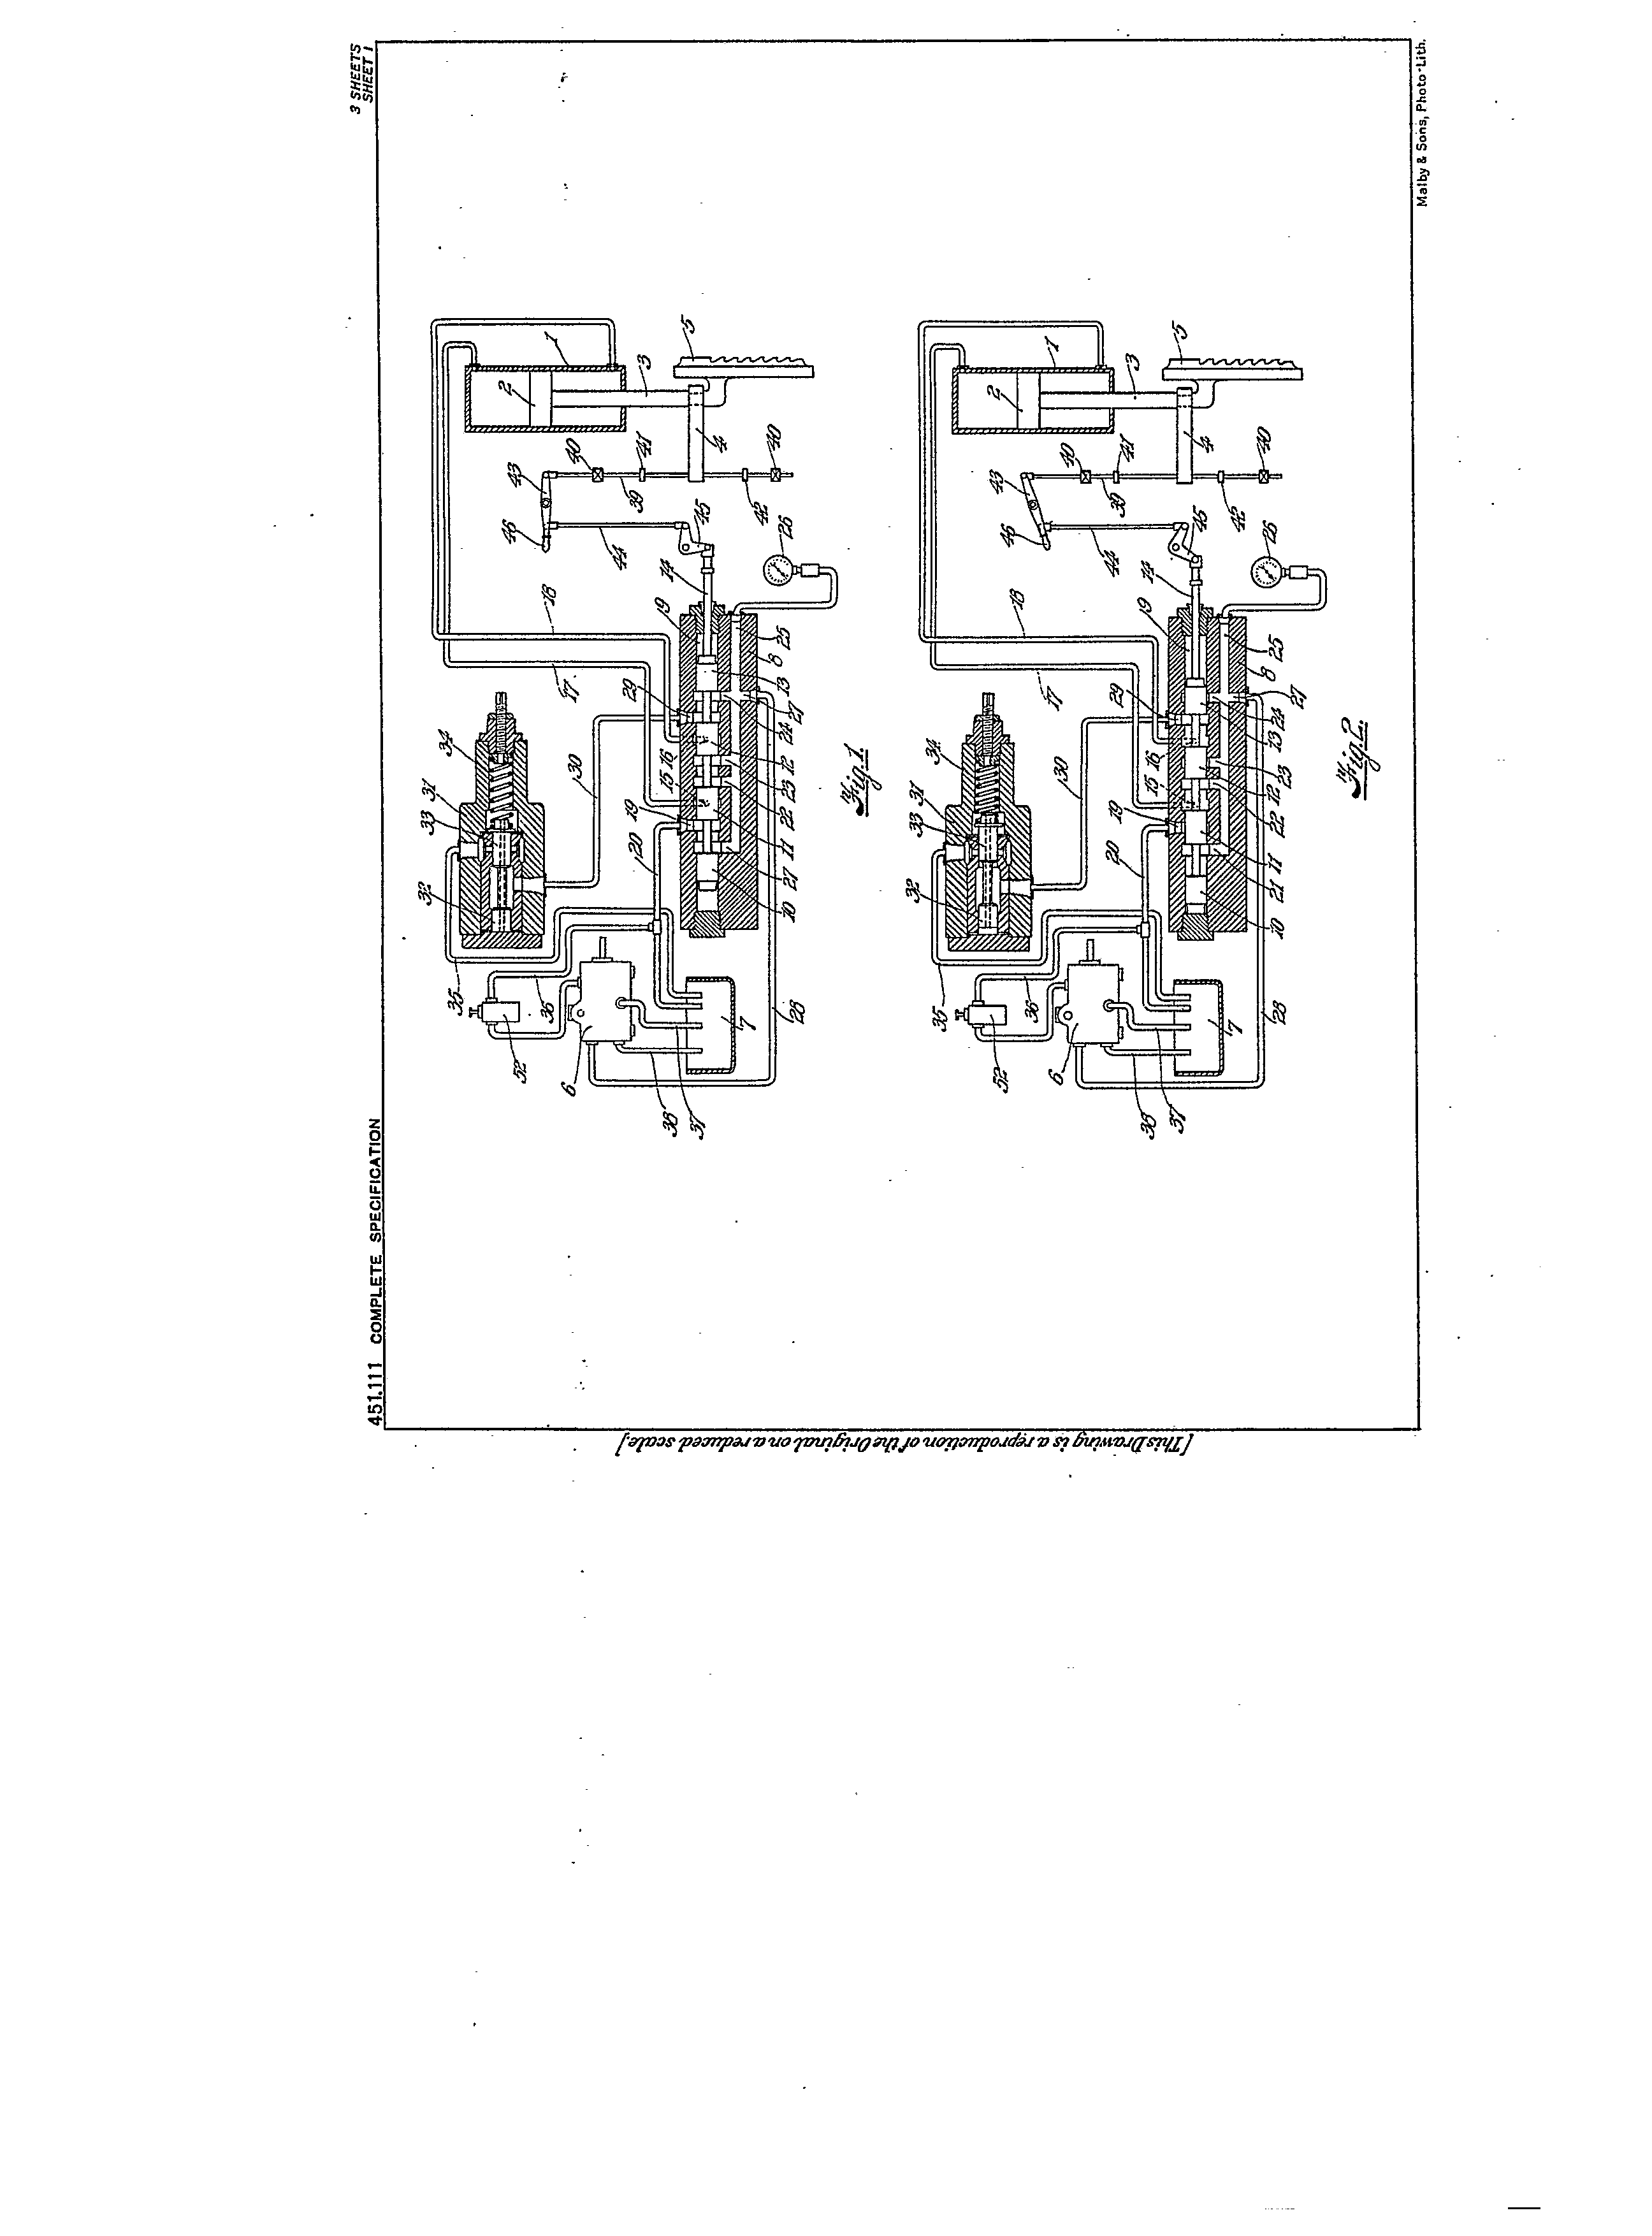 451.111 COMPLETE SPECIFICATION
3 SHEETS
SHEET 1
[This Drawing is a reproduction of the Original on a reduced scale]
35 32 33 31 34
52 36 30 17 18 46 43 40 2 1
6 20 19 15 16 29 19 14 44 45 39 41 3 5
38 37 7 28 10 27 11 22 23 12 24 27 13 8 25 26 42 4 40
Fig.1.
35 32 33 31 34
52 36 30 17 18 46 43 40 2 1
6 20 19 15 16 29 19 14 44 45 39 41 3 5
38 37 7 28 10 21 11 22 12 23 13 24 27 8 25 26 42 4 40
Fig.2.
Malby & Sons, Photo-Lith.